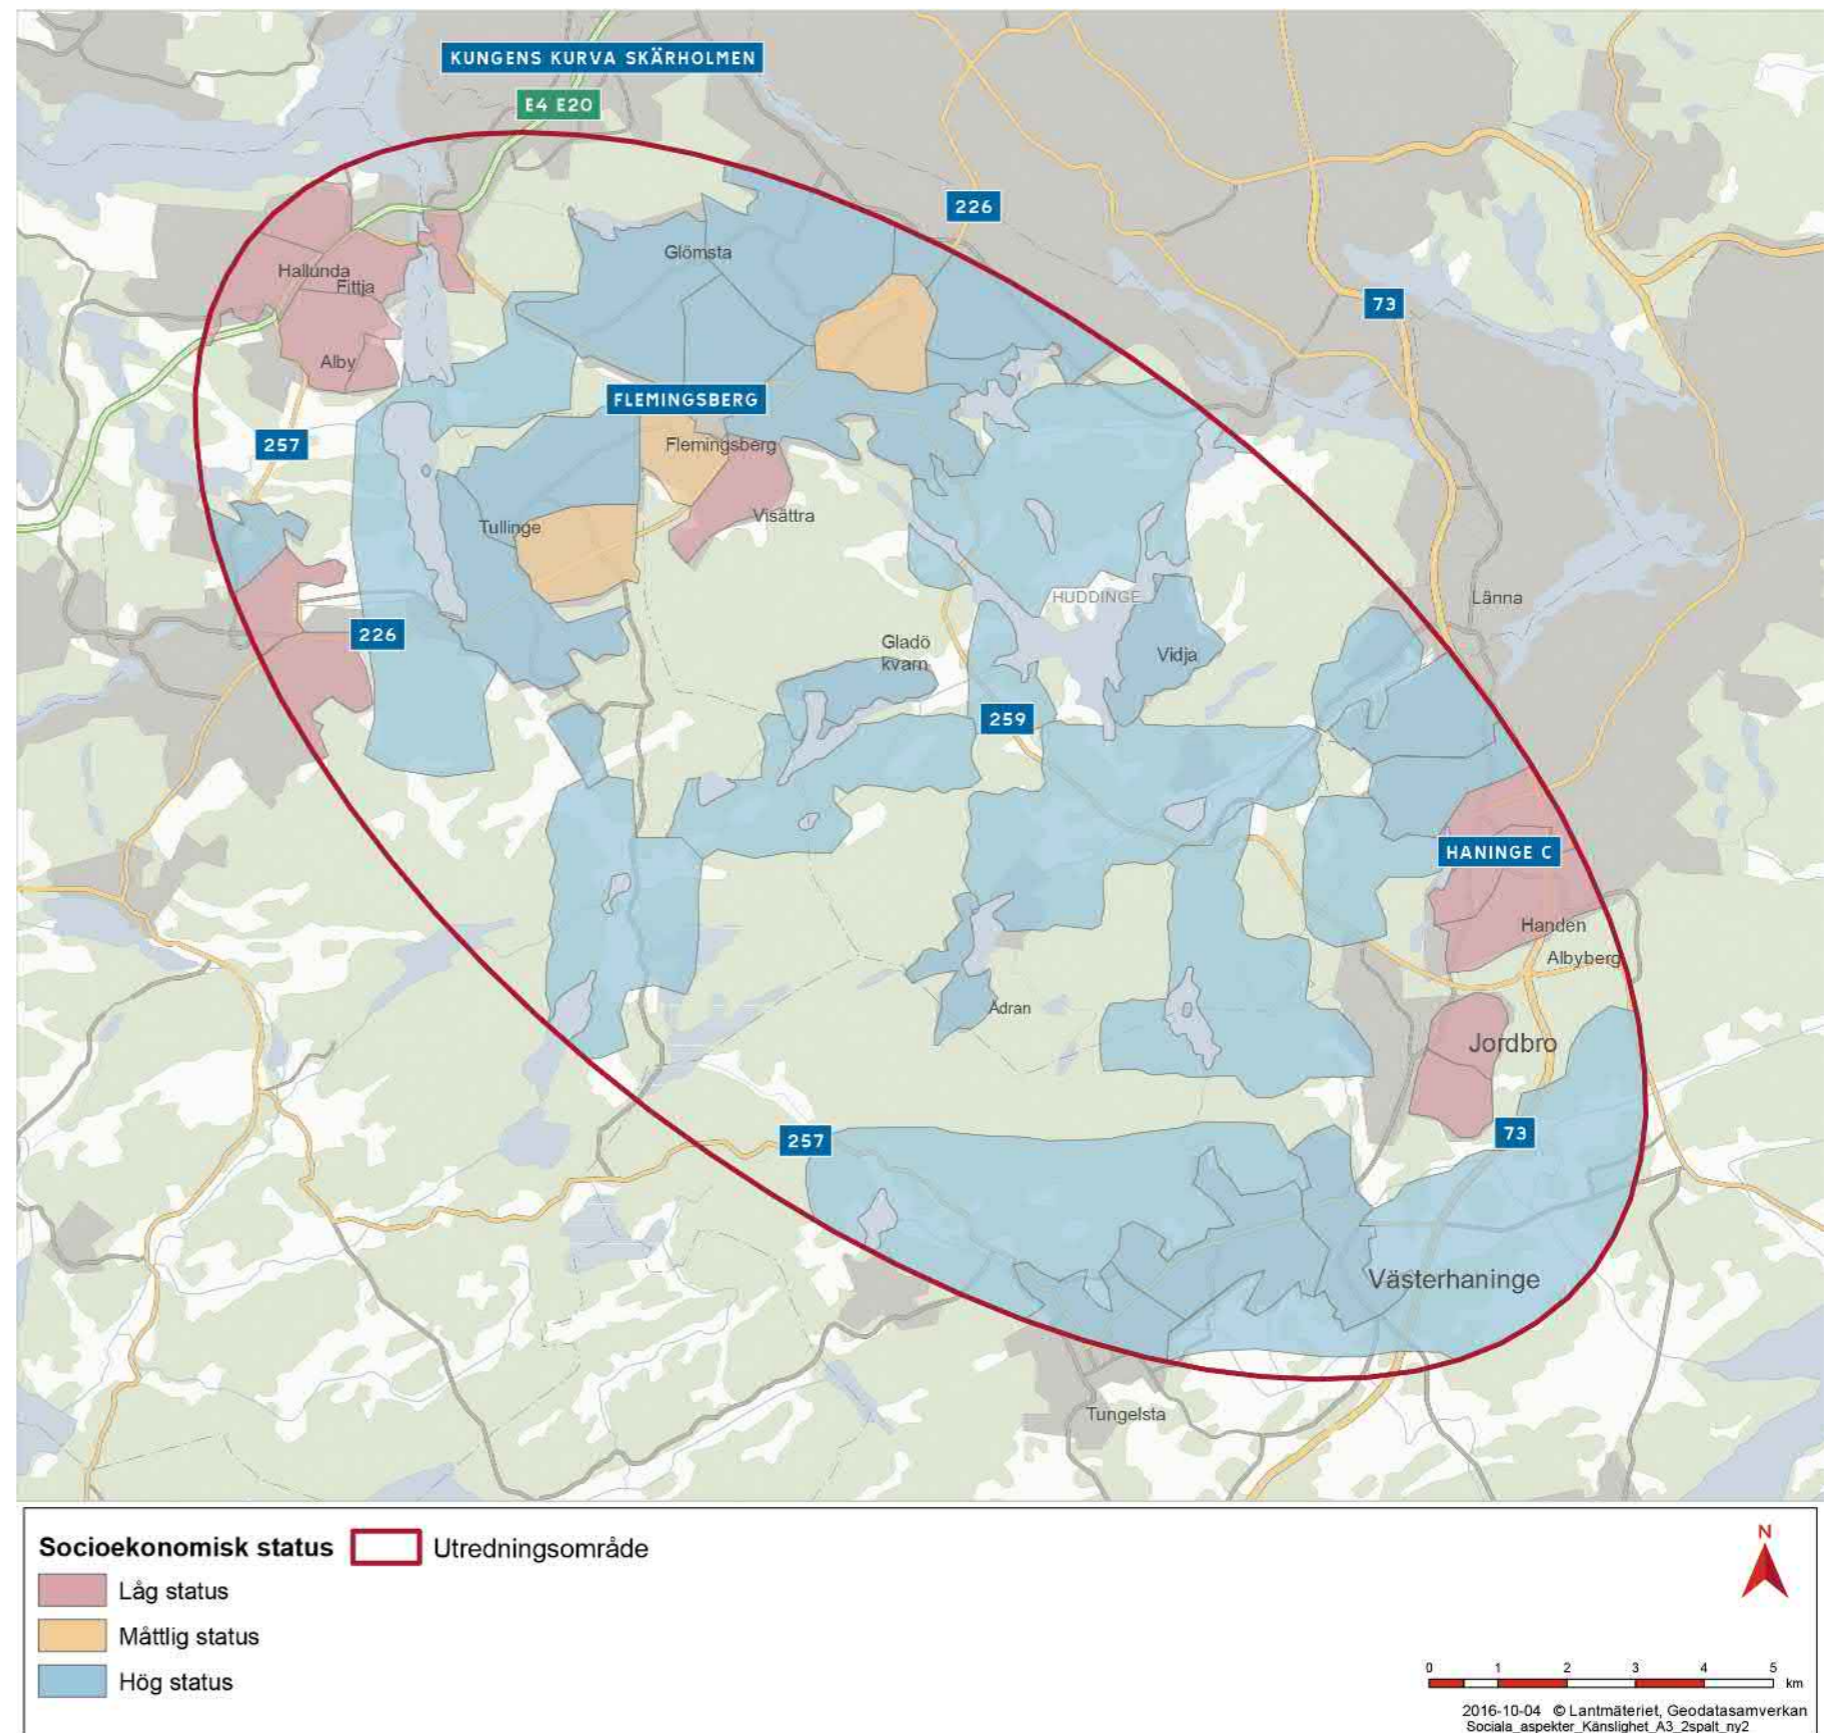 KUNGENS KURVA SKÄRHOLMEN
E4 E20
226
Glömsta
Hallunda
Fittja
73
Alby
FLEMINGSBERG
257
Flemingsberg
Visättra
Tullinge
HUDDINGE
Länna
226
Gladö
kvarn
Vidja
259
HANINGE C
Handen
Albyberg
Ådran
Jordbro
257
73
Västerhaninge
Tungelsta
Socioekonomisk status
Utredningsområde
Låg status
Måttlig status
Hög status
N
0 1 2 3 4 5
km
2016-10-04 © Lantmäteriet, Geodatasamverkan
Sociala_aspekter_Känslighet_A3_2spalt_ny2